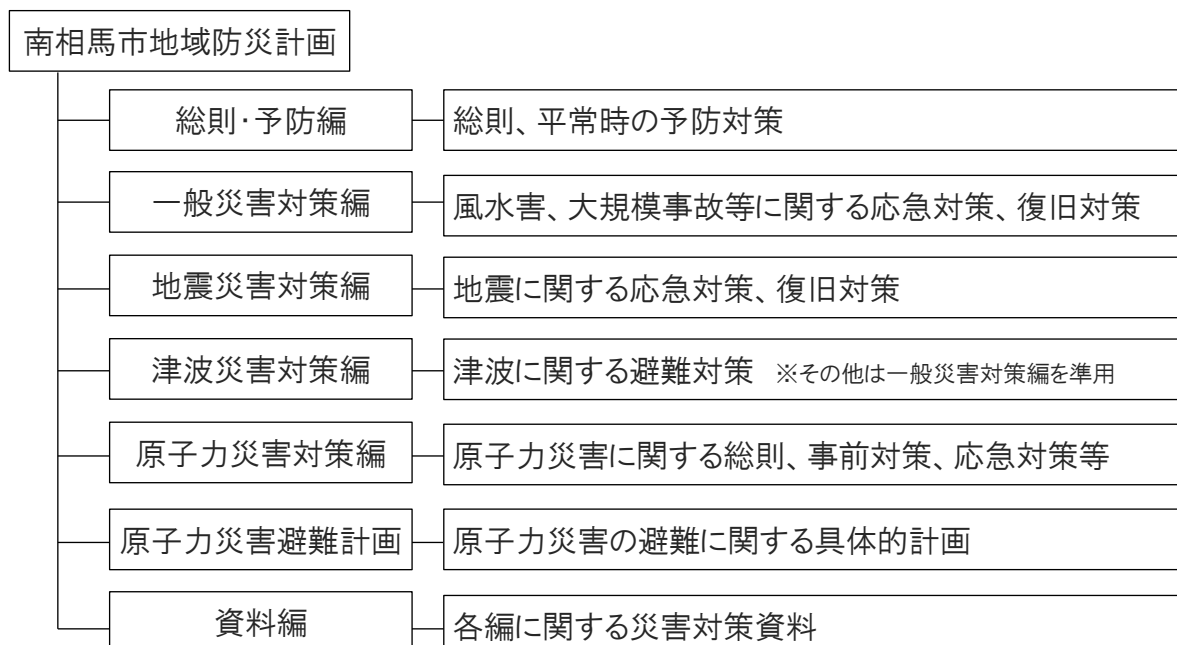 南相馬市地域防災計画
総則・予防編
総則、平常時の予防対策
一般災害対策編
風水害、大規模事故等に関する応急対策、復旧対策
地震災害対策編
地震に関する応急対策、復旧対策
津波災害対策編
津波に関する避難対策 ※その他は一般災害対策編を準用
原子力災害対策編
原子力災害に関する総則、事前対策、応急対策等
原子力災害避難計画
原子力災害の避難に関する具体的計画
資料編
各編に関する災害対策資料